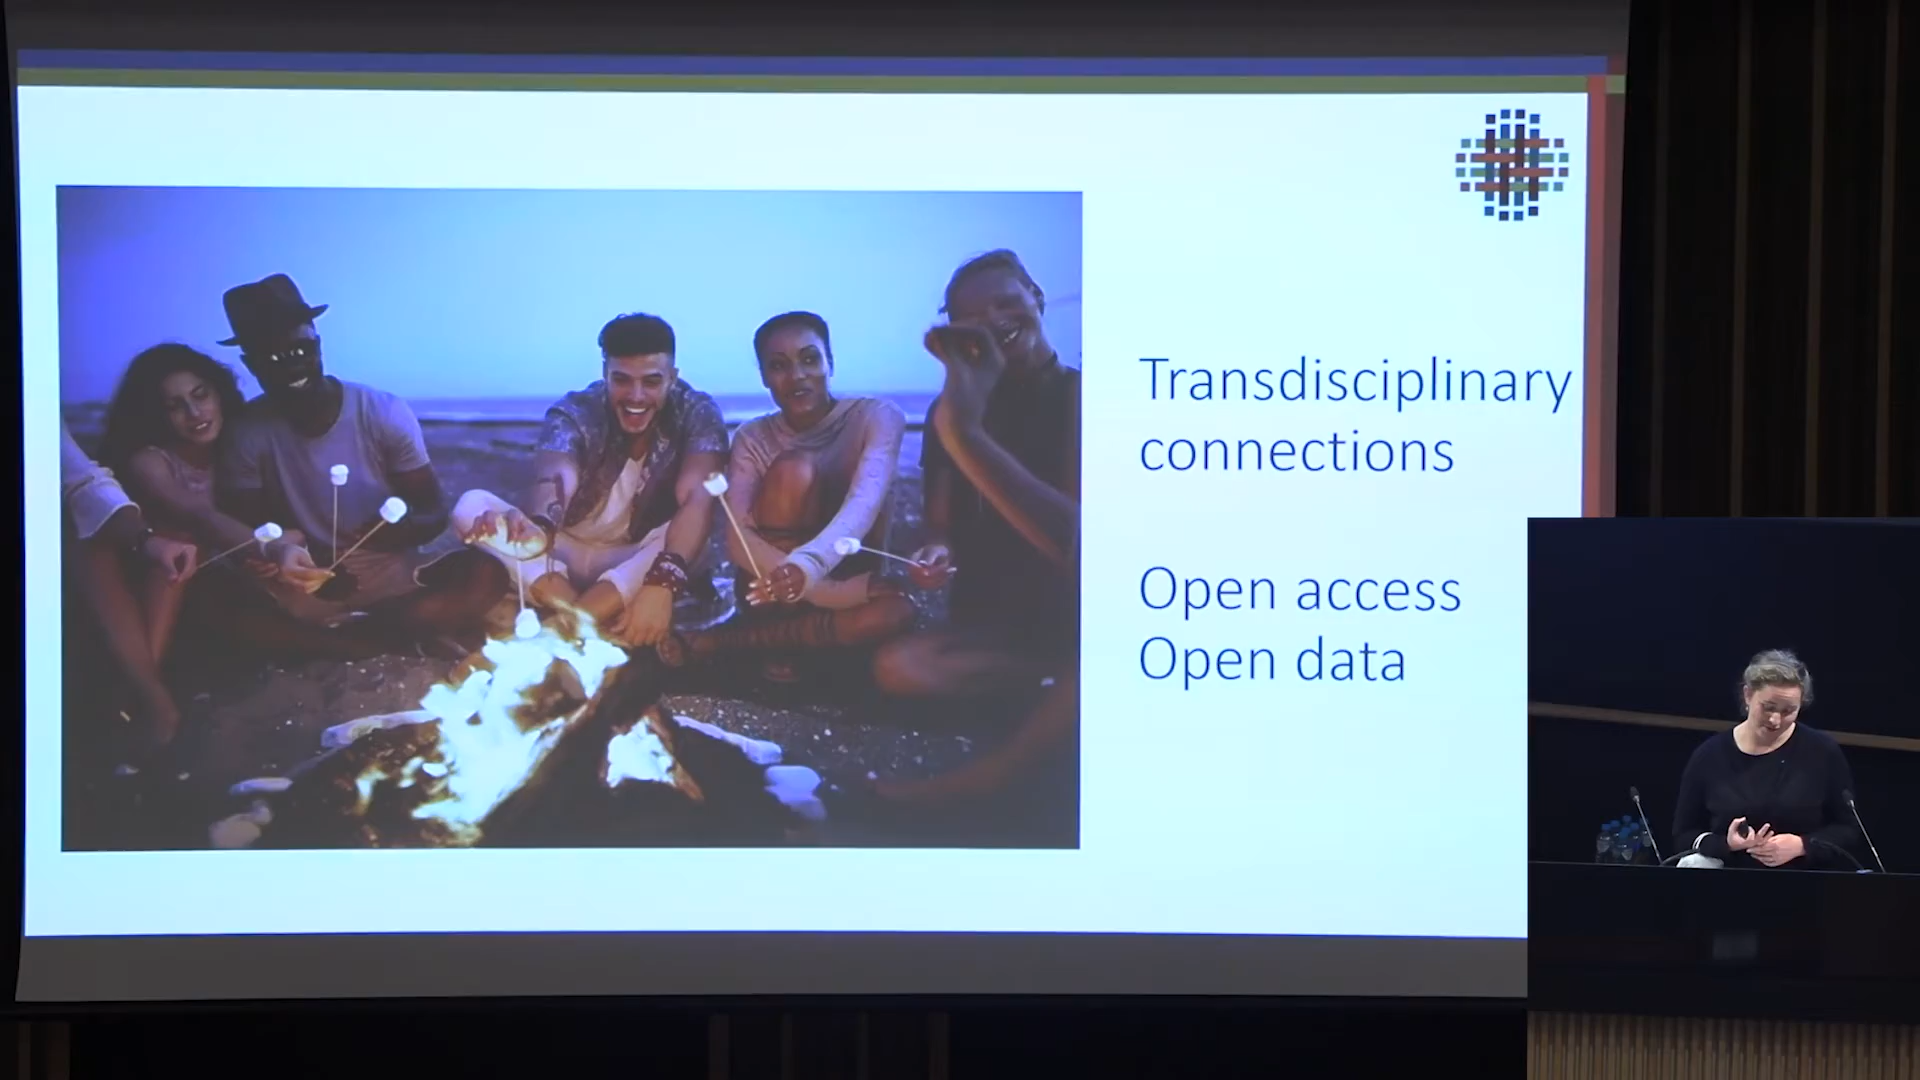 Transdisciplinary
connections
Open access
Open data